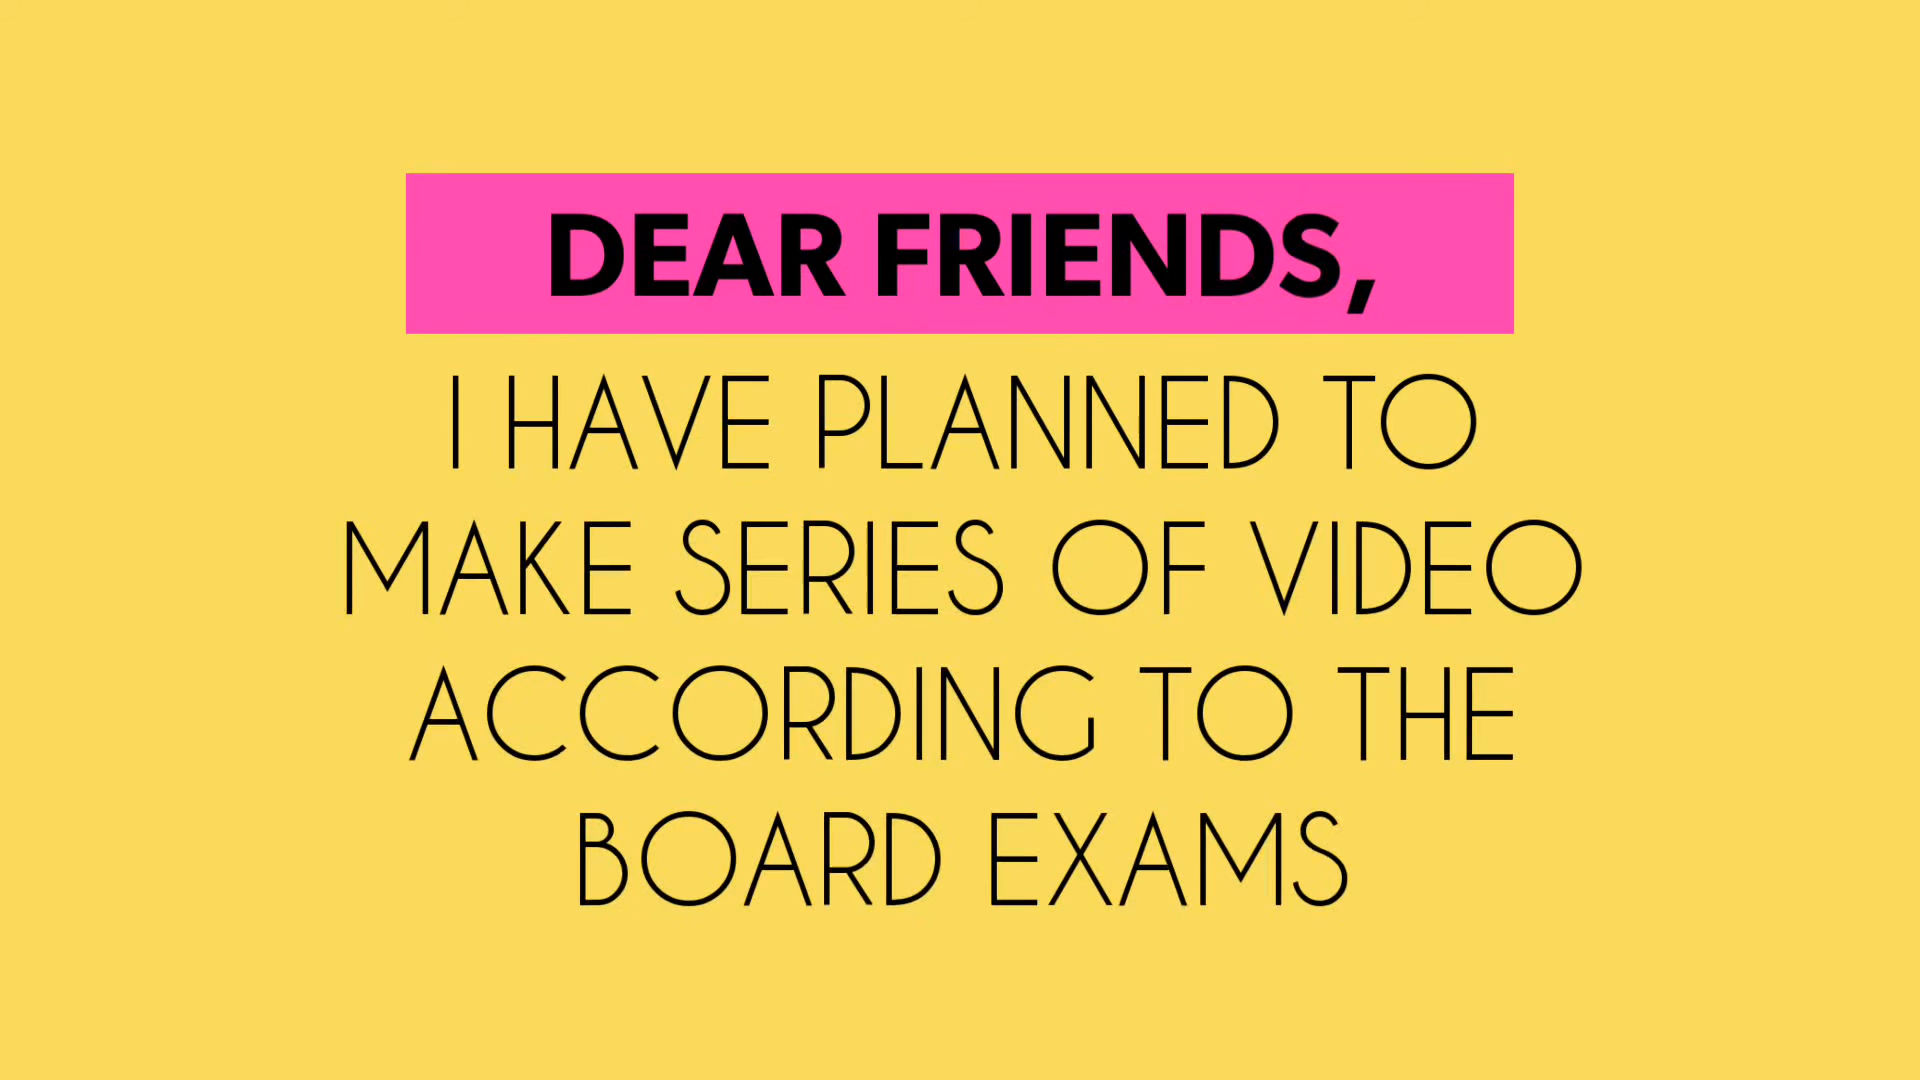 DEAR FRIENDS,
I HAVE PLANNED TO
MAKE SERIES OF VIDEO
ACCORDING TO THE
BOARD EXAMS